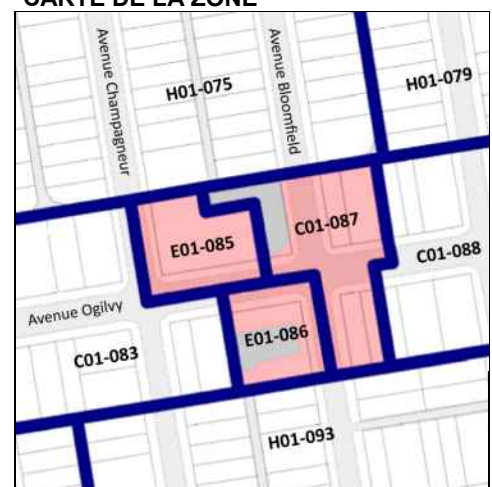 CARTE DE LA ZONE
Avenue Champagneur
Avenue Bloomfield
H01-075
H01-079
E01-085
C01-087
C01-088
Avenue Ogilvy
C01-083
E01-086
H01-093